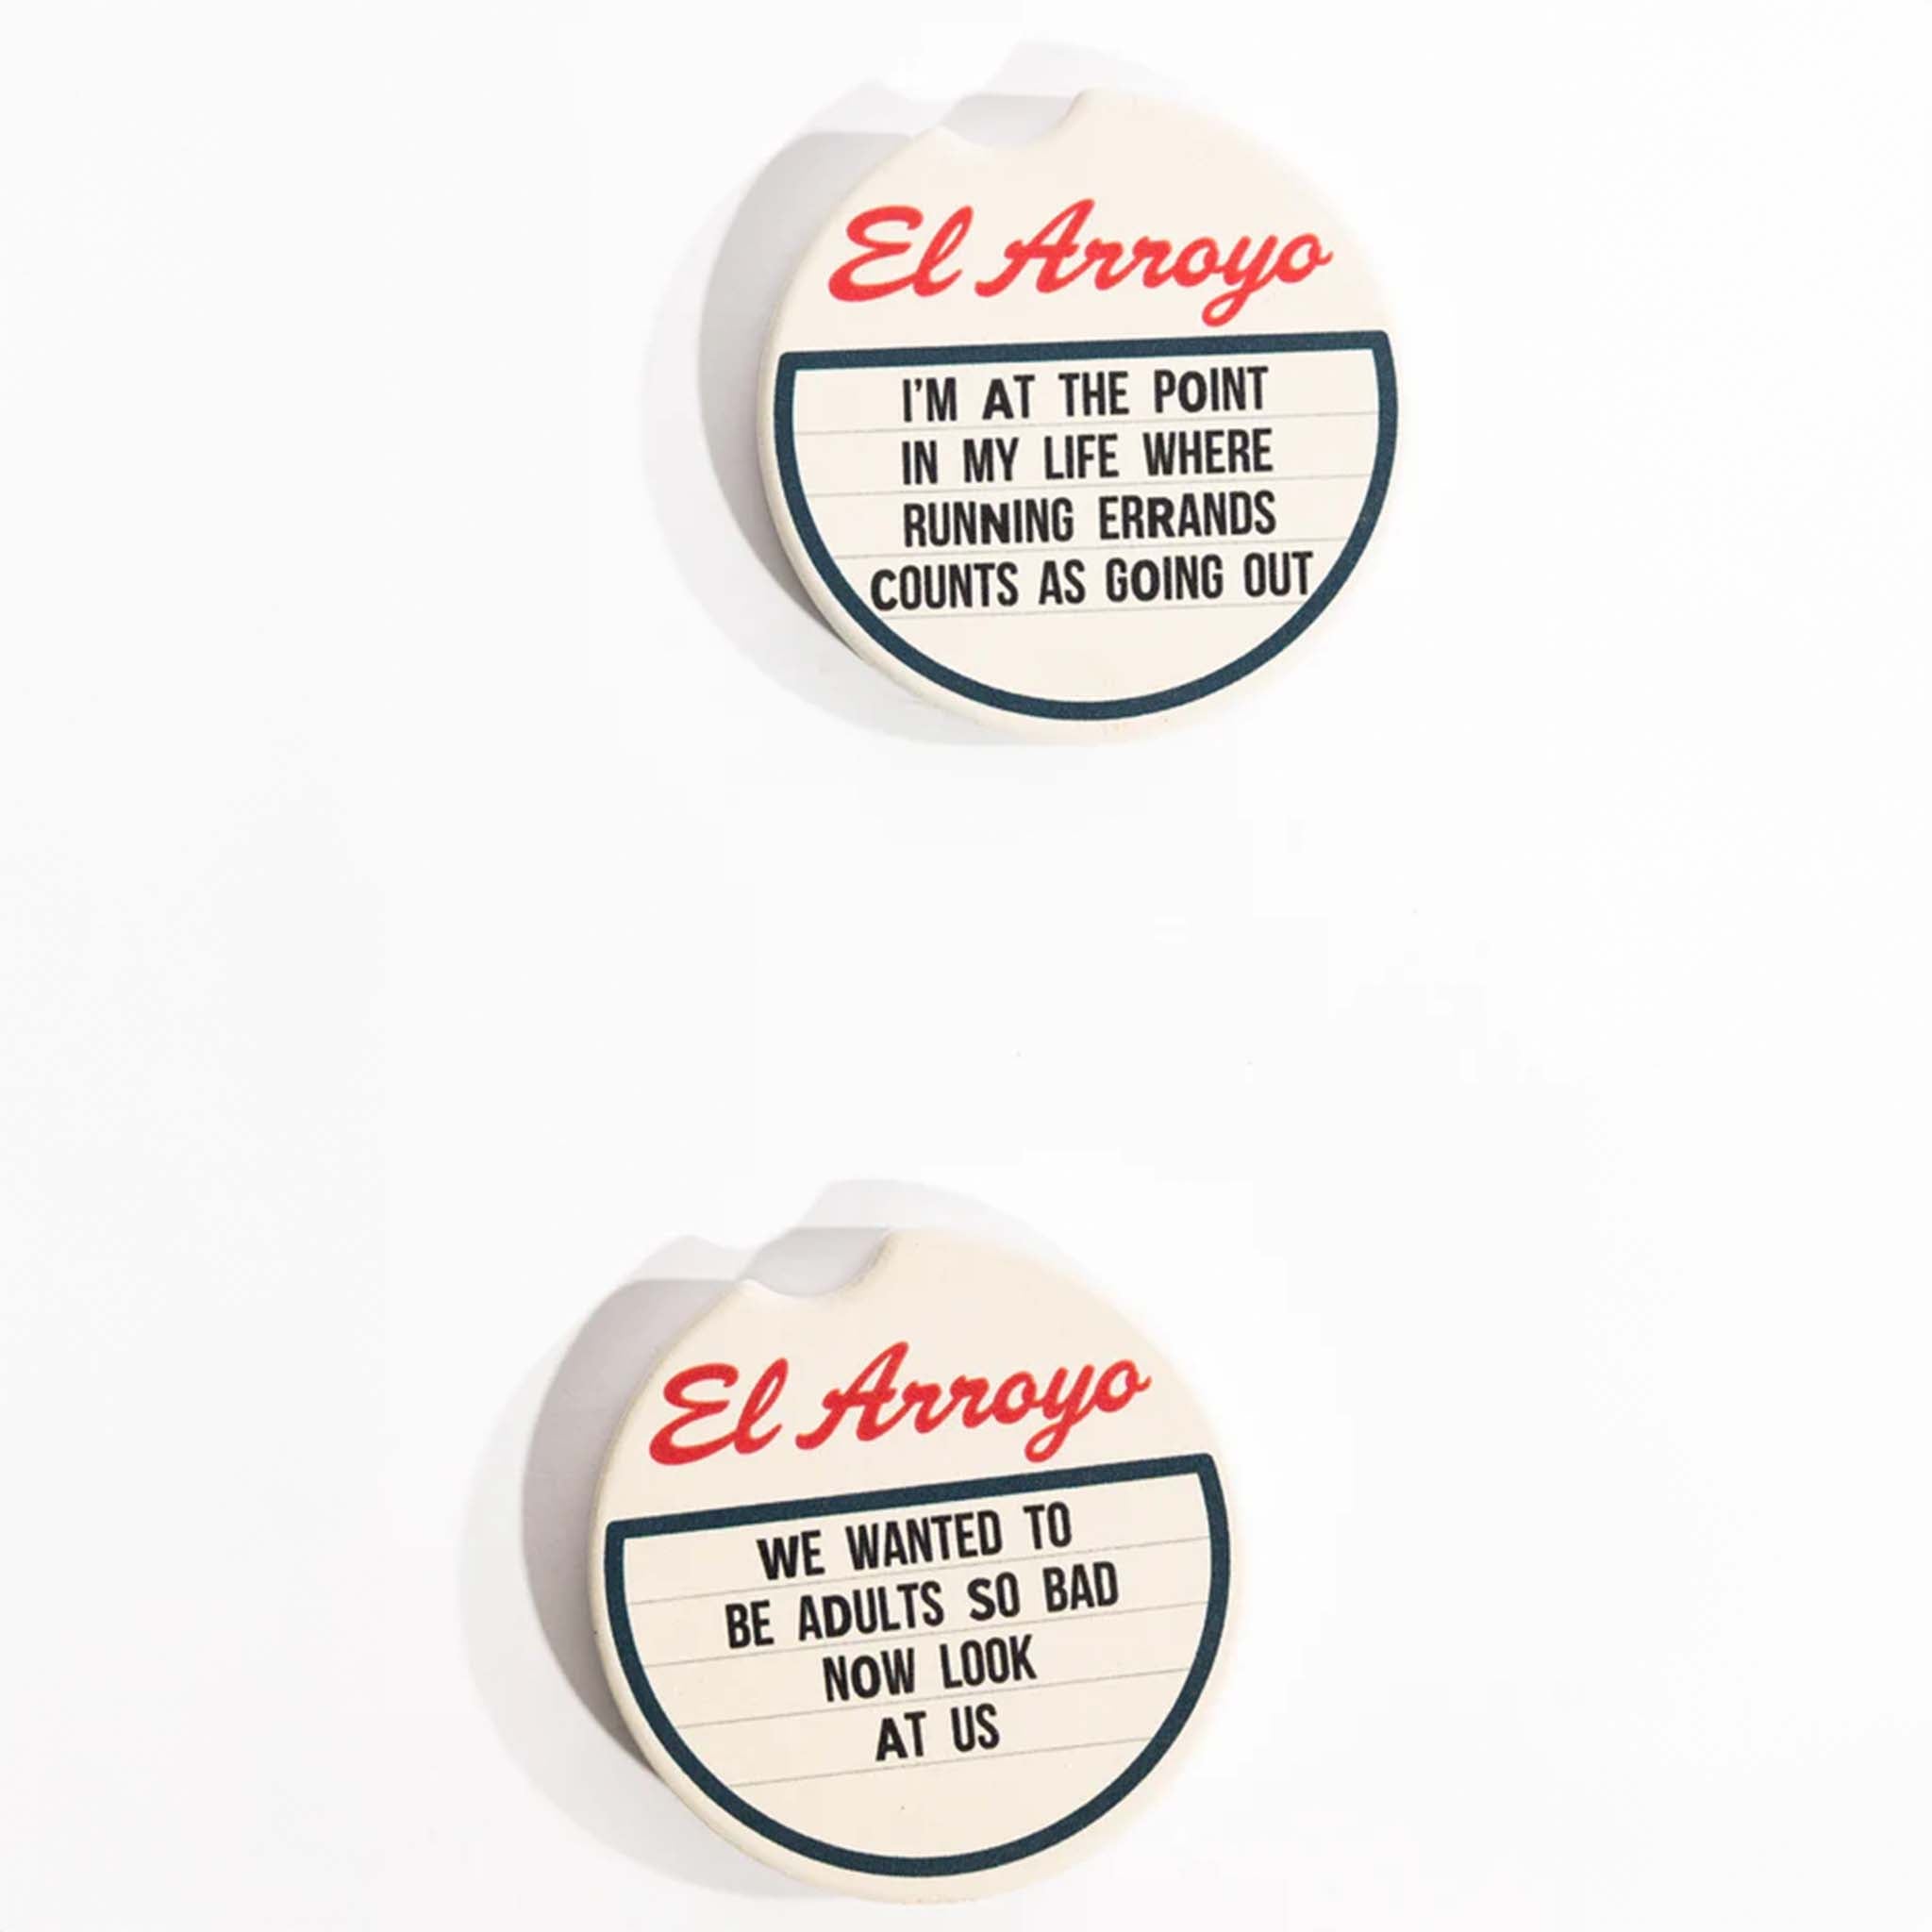 El Arroyo
I'M AT THE POINT
IN MY LIFE WHERE
RUNNING ERRANDS
COUNTS AS GOING OUT
El Arroyo
WE WANTED TO
BE ADULTS SO BAD
NOW LOOK
AT US